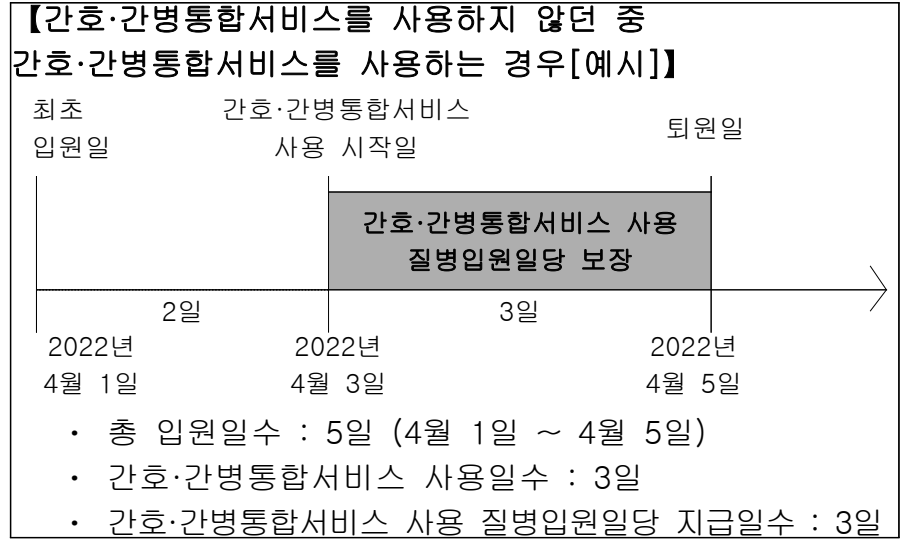 【간호·간병통합서비스를 사용하지 않던 중
간호·간병통합서비스를 사용하는 경우[예시]】
최초
입원일
간호·간병통합서비스
사용 시작일
퇴원일
간호·간병통합서비스 사용
질병입원일당 보장
2일
3일
2022년
4월 1일
2022년
4월 3일
2022년
4월 5일
· 총 입원일수 : 5일 (4월 1일 ~ 4월 5일)
· 간호·간병통합서비스 사용일수 : 3일
· 간호·간병통합서비스 사용 질병입원일당 지급일수 : 3일